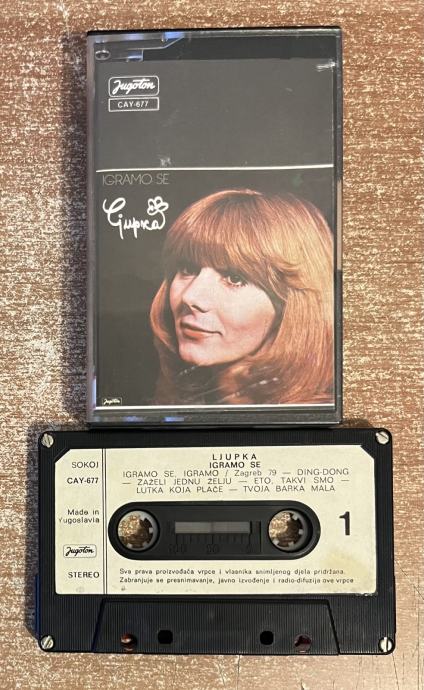 Jugoton
CAY-677
IGRAMO SE
Ljupka
Jugoton
SOKOJ
CAY-677
Made in
Yugoslavia
Jugoton
STEREO
LJUPKA
IGRAMO SE
IGRAMO SE, IGRAMO / Zagreb 79 — DING-DONG
— ZAŽELI JEDNU ŽELJU — ETO, TAKVI SMO —
LUTKA KOJA PLAČE — TVOJA BARKA MALA
1
Sva prava proizvođača vrpce i vlasnika snimljenog djela pridržana.
Zabranjuje se presnimavanje, javno izvođenje i radio-difuzija ove vrpce